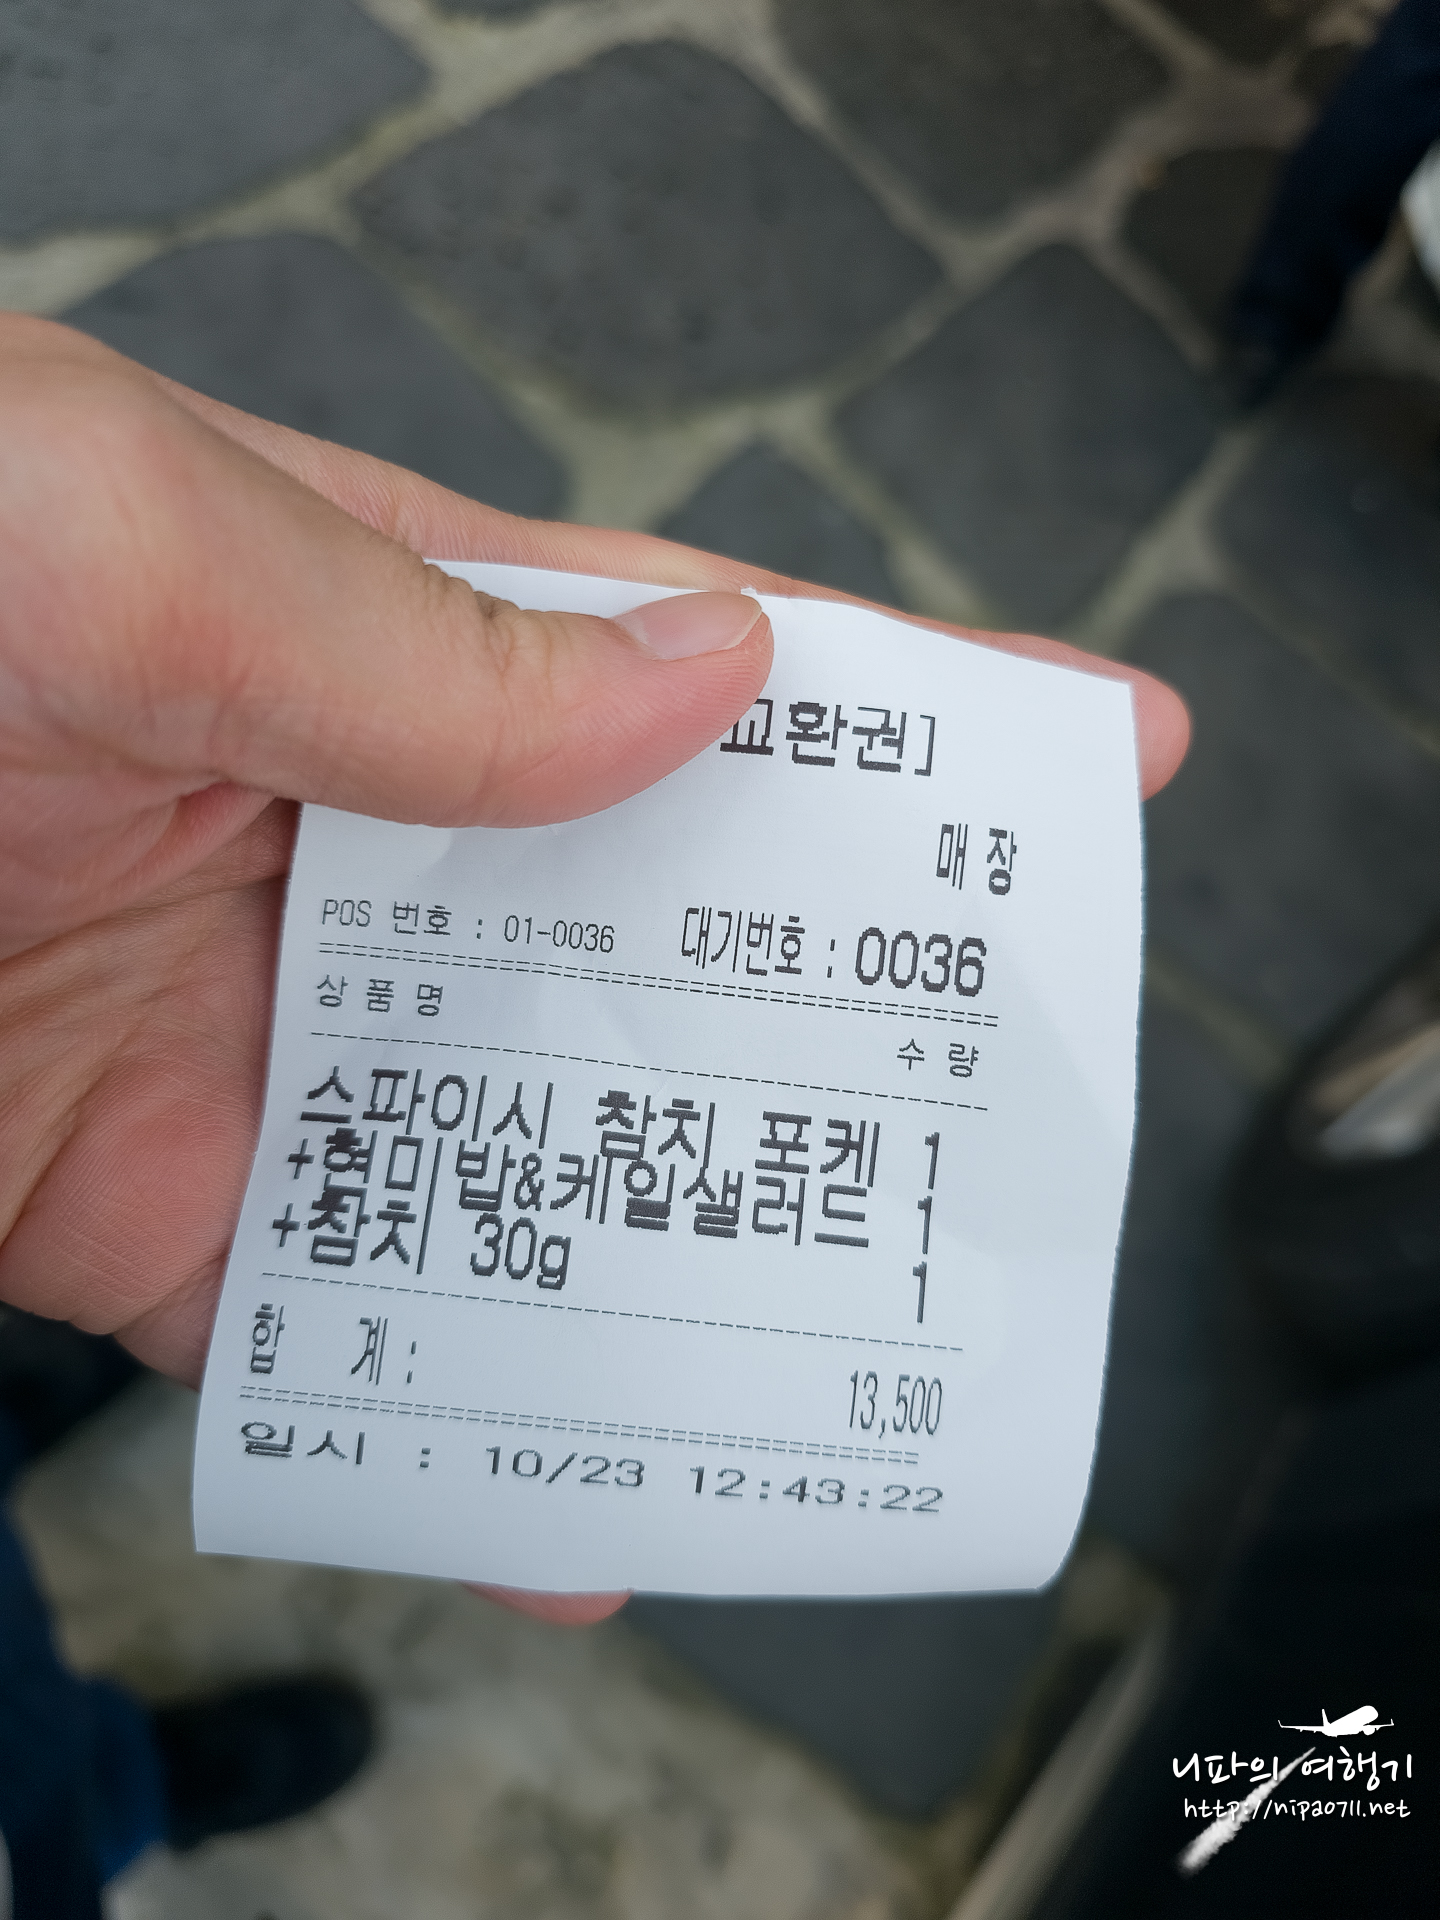 교환권]
매 장
POS 번호 : 01-0036 대기번호 : 0036
상 품 명 수 량
스파이시 참치 포케 1
+현미밥&케일샐러드 1
+참치 30g 1
합 계 : 13,500
일시 : 10/23 12:43:22
니파의 여행기
http://nipa0711.net